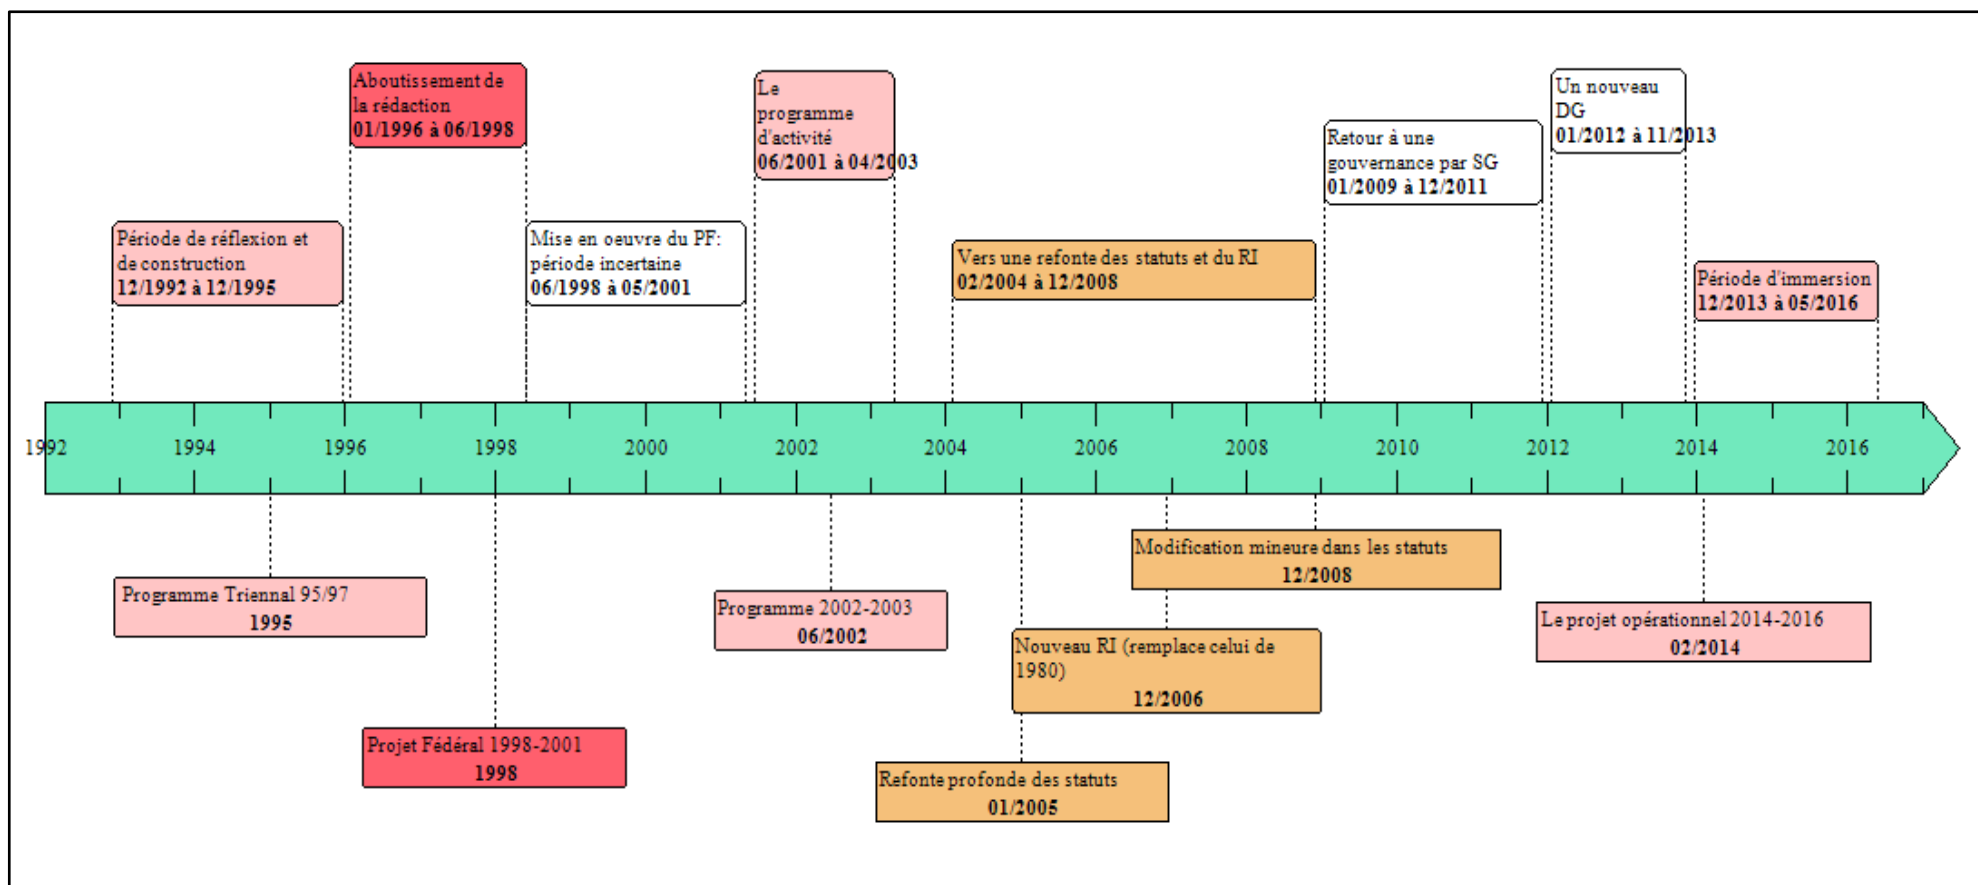 Aboutissement de
la rédaction
01/1996 à 06/1998
Le
programme
d'activité
06/2001 à 04/2003
Un nouveau
DG
01/2012 à 11/2013
Retour à une
gouvernance par SG
01/2009 à 12/2011
Période de réflexion et
de construction
12/1992 à 12/1995
Mise en oeuvre du PF:
période incertaine
06/1998 à 05/2001
Vers une refonte des statuts et du RI
02/2004 à 12/2008
Période d'immersion
12/2013 à 05/2016
1992 1994 1996 1998 2000 2002 2004 2006 2008 2010 2012 2014 2016
Modification mineure dans les statuts
12/2008
Programme Triennal 95/97
1995
Programme 2002-2003
06/2002
Le projet opérationnel 2014-2016
02/2014
Nouveau RI (remplace celui de
1980)
12/2006
Projet Fédéral 1998-2001
1998
Refonte profonde des statuts
01/2005